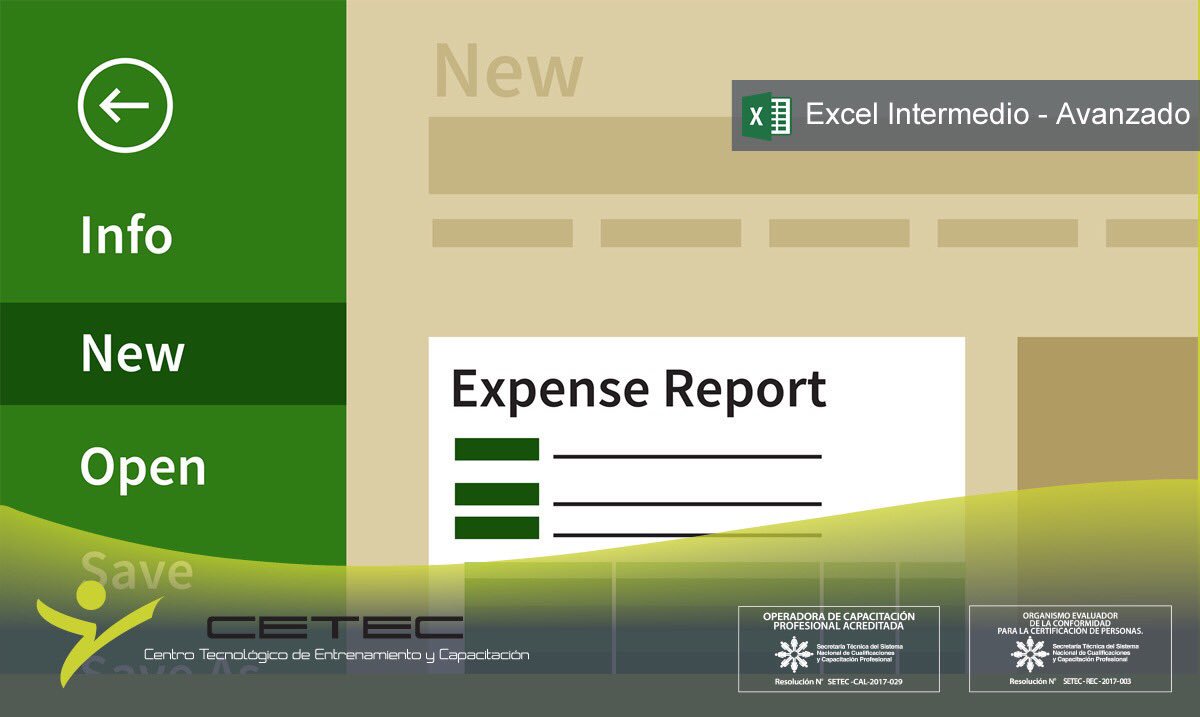 New
X Excel Intermedio - Avanzado
Info
New
Open
Save
Save As
Expense Report
CETEC
Centro Tecnológico de Entrenamiento y Capacitación
OPERADORA DE CAPACITACIÓN
PROFESIONAL ACREDITADA
Secretaría Técnica del Sistema
Nacional de Cualificaciones
y Capacitación Profesional
Resolución N° SETEC -CAL-2017-029
ORGANISMO EVALUADOR
DE LA CONFORMIDAD
PARA LA CERTIFICACIÓN DE PERSONAS.
Secretaría Técnica del Sistema
Nacional de Cualificaciones
y Capacitación Profesional
Resolución N° SETEC - REC - 2017-003